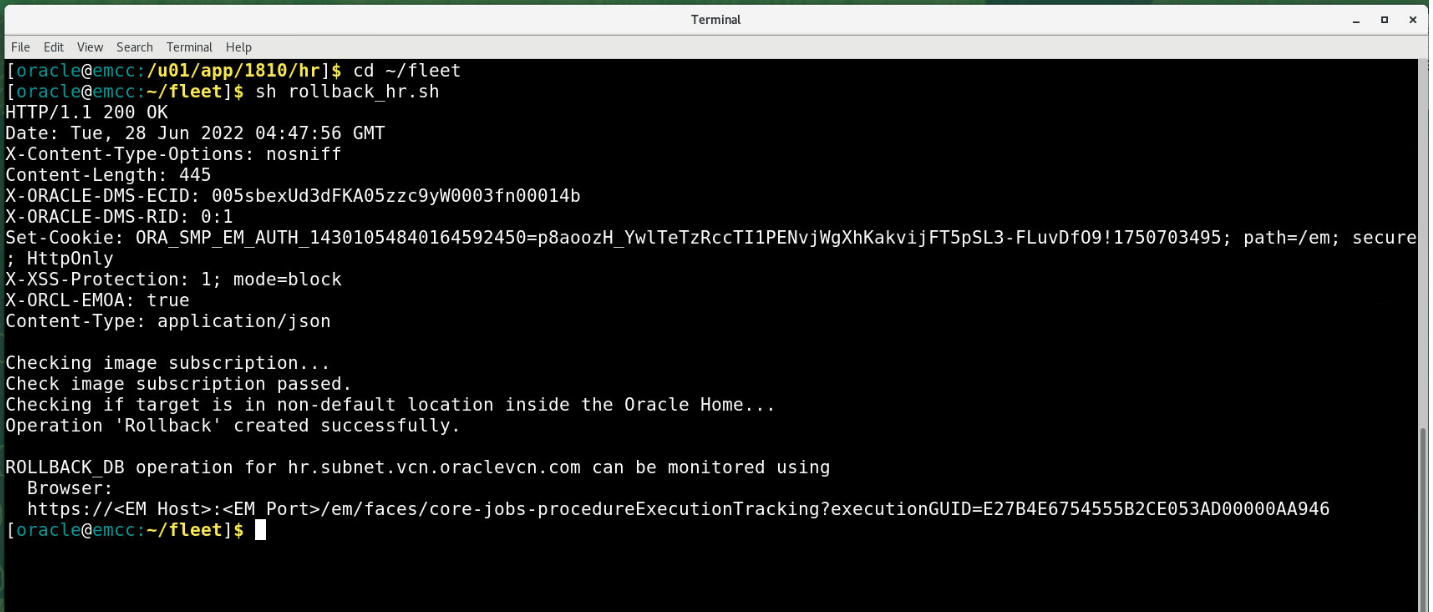 Terminal
File Edit View Search Terminal Help
[oracle@emcc:/u01/app/1810/hr]$ cd ~/fleet
[oracle@emcc:~/fleet]$ sh rollback_hr.sh
HTTP/1.1 200 OK
Date: Tue, 28 Jun 2022 04:47:56 GMT
X-Content-Type-Options: nosniff
Content-Length: 445
X-ORACLE-DMS-ECID: 005sbexUd3dFKA05zzc9yW0003fn00014b
X-ORACLE-DMS-RID: 0:1
Set-Cookie: ORA_SMP_EM_AUTH_14301054840164592450=p8aoozH_YwlTeTzRccTI1PENvjWgXhKakvijFT5pSL3-FLuvDfO9!1750703495; path=/em; secure
; HttpOnly
X-XSS-Protection: 1; mode=block
X-ORCL-EMOA: true
Content-Type: application/json
Checking image subscription...
Check image subscription passed.
Checking if target is in non-default location inside the Oracle Home...
Operation 'Rollback' created successfully.
ROLLBACK_DB operation for hr.subnet.vcn.oraclevcn.com can be monitored using
Browser:
https://<EM Host>:<EM Port>/em/faces/core-jobs-procedureExecutionTracking?executionGUID=E27B4E6754555B2CE053AD00000AA946
[oracle@emcc:~/fleet]$